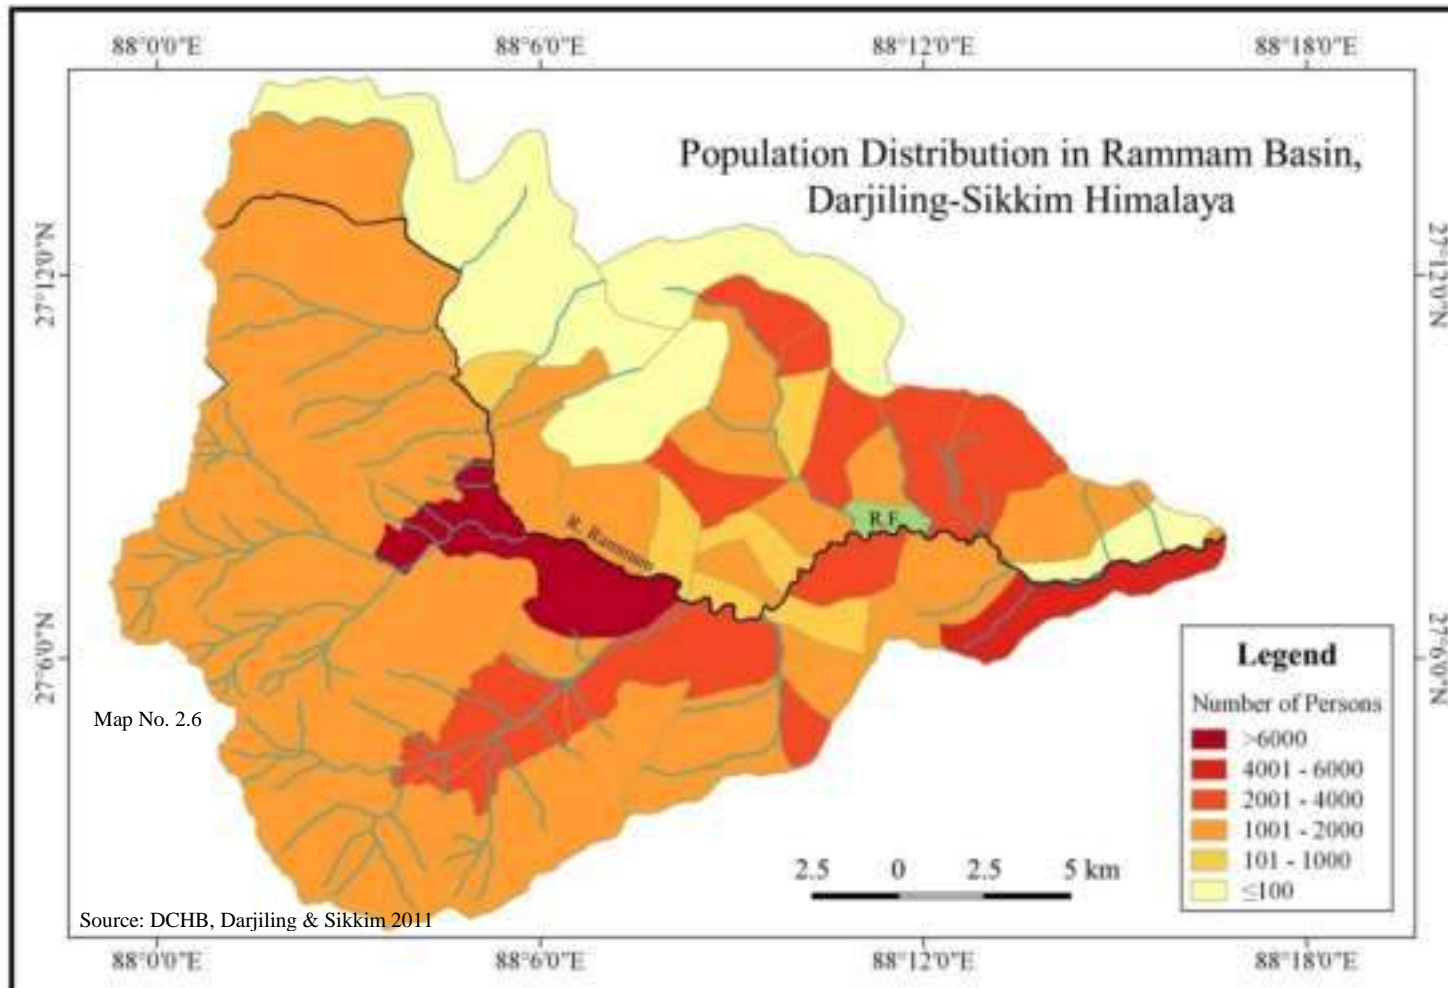 88°0'0"E 88°6'0"E 88°12'0"E 88°18'0"E
Population Distribution in Rammam Basin,
Darjiling-Sikkim Himalaya
27°12'0"N
27°12'0"N
R. Rammam
R.F.
27°6'0"N
27°6'0"N
Map No. 2.6
Legend
Number of Persons
>6000
4001 - 6000
2001 - 4000
1001 - 2000
101 - 1000
≤100
2.5 0 2.5 5 km
Source: DCHB, Darjiling & Sikkim 2011
88°0'0"E 88°6'0"E 88°12'0"E 88°18'0"E